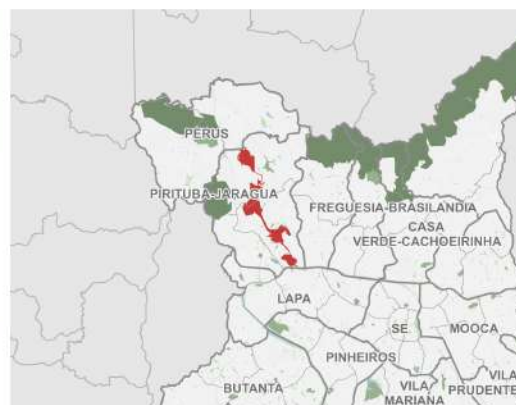 PERUS
PIRITUBA-JARAGUA
FREGUESIA-BRASILANDIA
CASA
VERDE-CACHOEIRINHA
LAPA
SE
MOOCA
PINHEIROS
VILA
PRUDENTE
BUTANTA
VILA
MARIANA